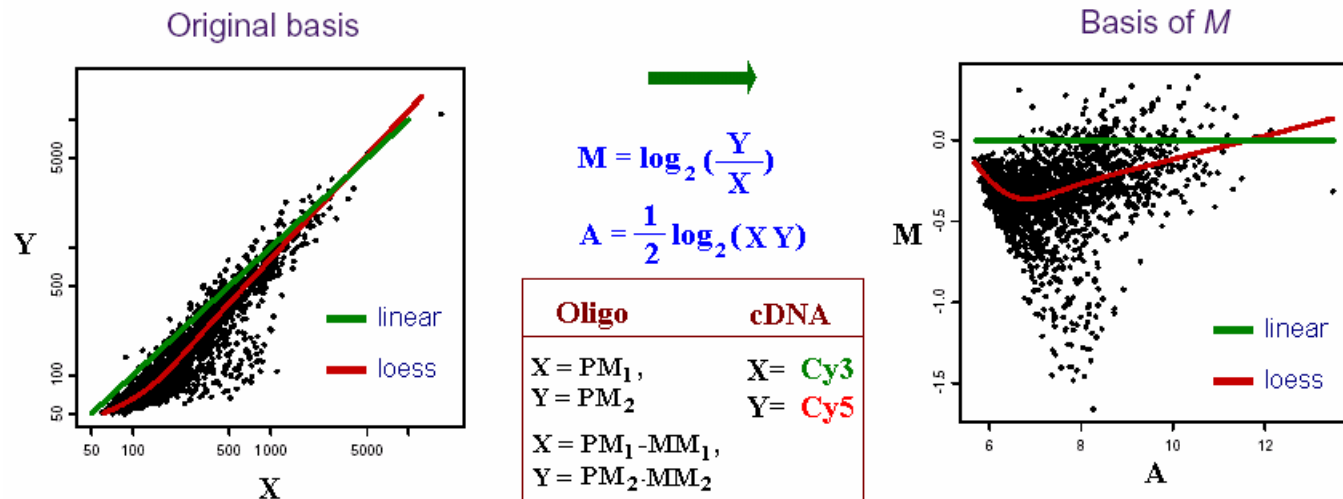 Original basis
Y
5000
500
100
50
50 100 500 1000 5000
X
linear
loess
M = log₂ (Y/X)
A = 1/2 log₂ (X Y)
Oligo cDNA
X = PM₁ , X= Cy3
Y = PM₂ Y= Cy5
X = PM₁-MM₁,
Y = PM₂-MM₂
Basis of M
M
0.0
-0.5
-1.0
-1.5
6 8 10 12
A
linear
loess